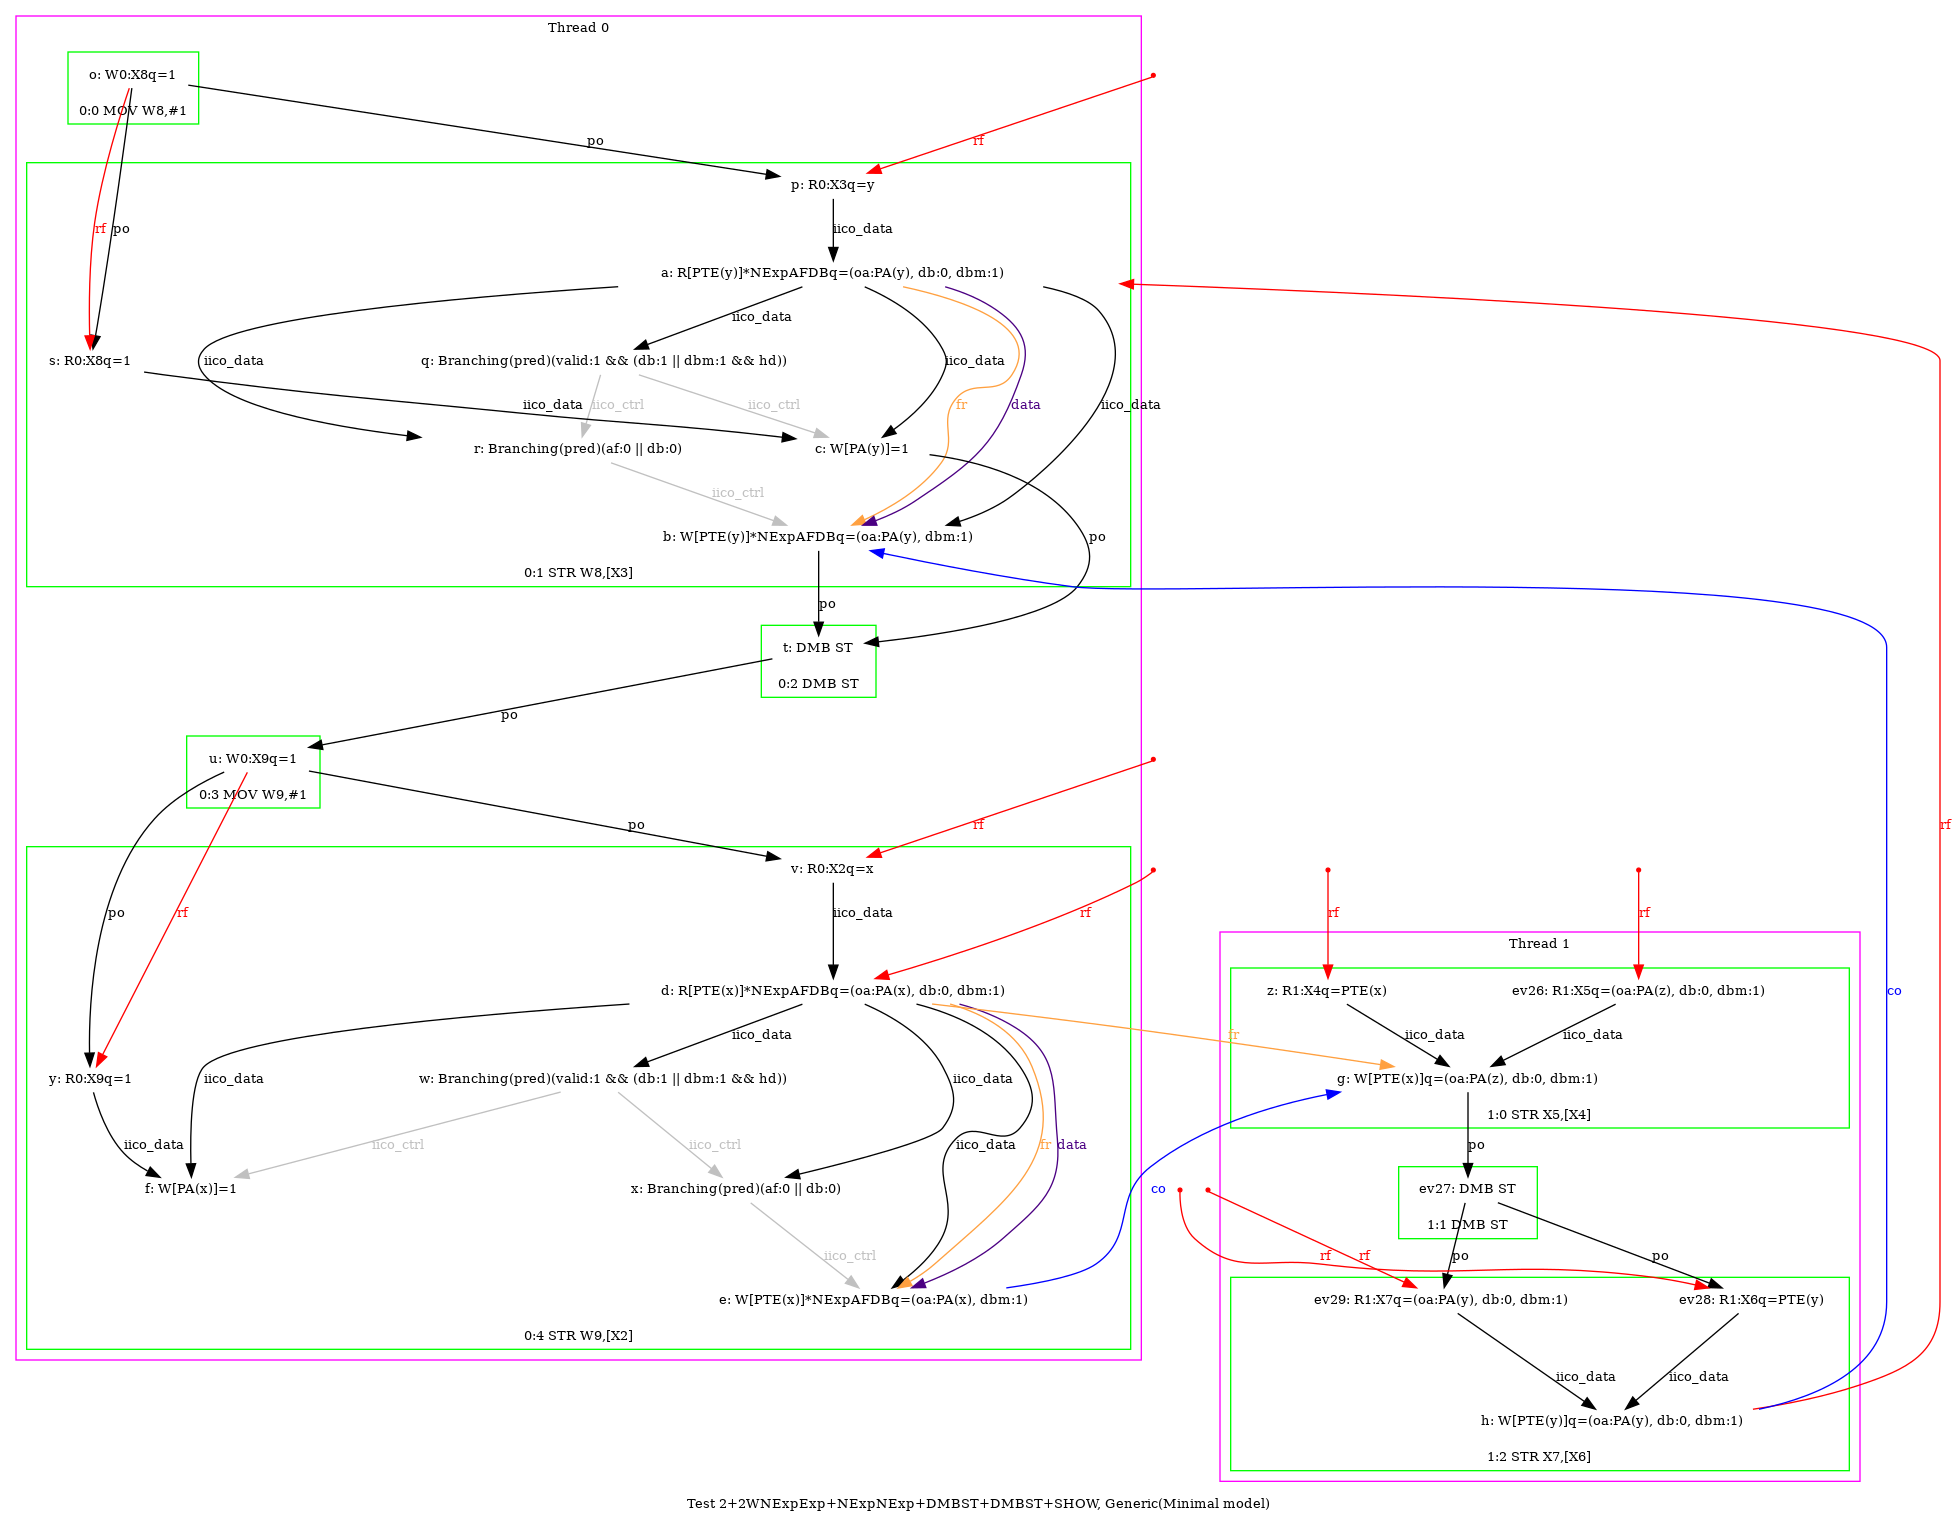 Thread 0
o: W0:X8q=1
0:0 MOV W8,#1
po
rf
p: R0:X3q=y
rf
po
iico_data
a: R[PTE(y)]*NExpAFDBq=(oa:PA(y), db:0, dbm:1)
iico_data
s: R0:X8q=1
iico_data
q: Branching(pred)(valid:1 && (db:1 || dbm:1 && hd))
iico_data
iico_data
iico_ctrl
iico_ctrl
fr
data
iico_data
r: Branching(pred)(af:0 || db:0)
c: W[PA(y)]=1
iico_ctrl
b: W[PTE(y)]*NExpAFDBq=(oa:PA(y), dbm:1)
po
0:1 STR W8,[X3]
po
t: DMB ST
0:2 DMB ST
po
u: W0:X9q=1
0:3 MOV W9,#1
po
rf
rf
v: R0:X2q=x
po
rf
iico_data
rf
rf
rf
Thread 1
d: R[PTE(x)]*NExpAFDBq=(oa:PA(x), db:0, dbm:1)
z: R1:X4q=PTE(x)
ev26: R1:X5q=(oa:PA(z), db:0, dbm:1)
co
iico_data
fr
iico_data
iico_data
y: R0:X9q=1
iico_data
w: Branching(pred)(valid:1 && (db:1 || dbm:1 && hd))
iico_data
g: W[PTE(x)]q=(oa:PA(z), db:0, dbm:1)
1:0 STR X5,[X4]
iico_data
iico_ctrl
iico_ctrl
iico_data
fr
data
po
f: W[PA(x)]=1
x: Branching(pred)(af:0 || db:0)
co
ev27: DMB ST
1:1 DMB ST
iico_ctrl
rf
rf
po
po
e: W[PTE(x)]*NExpAFDBq=(oa:PA(x), dbm:1)
ev29: R1:X7q=(oa:PA(y), db:0, dbm:1)
ev28: R1:X6q=PTE(y)
0:4 STR W9,[X2]
iico_data
iico_data
h: W[PTE(y)]q=(oa:PA(y), db:0, dbm:1)
1:2 STR X7,[X6]
Test 2+2WNExpExp+NExpNExp+DMBST+DMBST+SHOW, Generic(Minimal model)